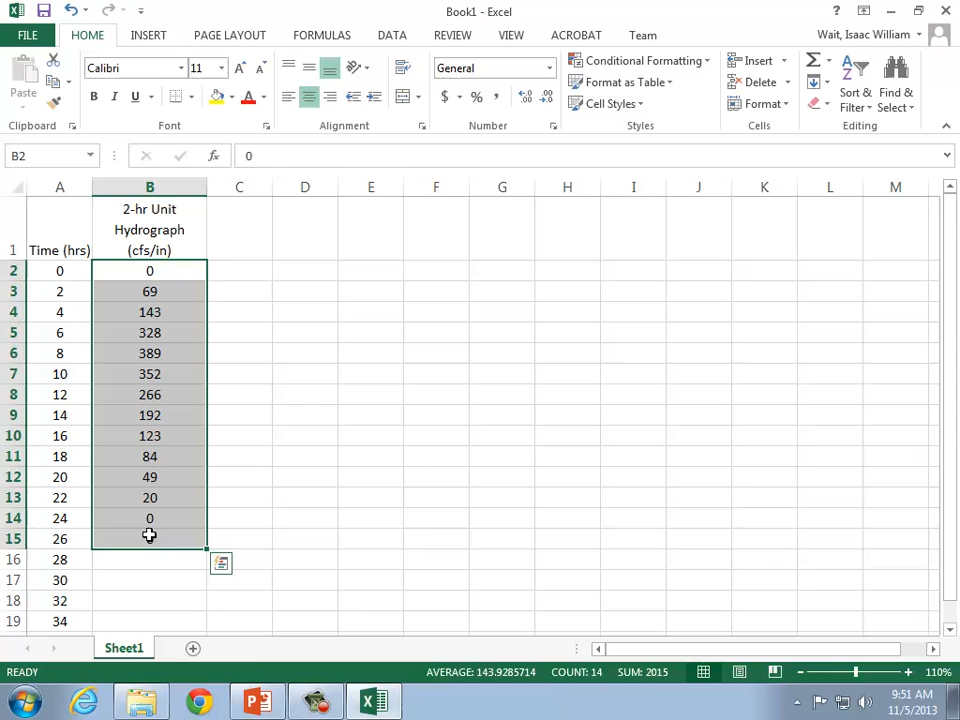 Book1 - Excel
FILE HOME INSERT PAGE LAYOUT FORMULAS DATA REVIEW VIEW ACROBAT Team Wait, Isaac William
Calibri 11 General Conditional Formatting Insert
Paste Format as Table Delete Sort & Find &
B I U A $ % , Cell Styles Format Filter Select
Clipboard Font Alignment Number Styles Cells Editing
B2 fx 0
A B C D E F G H I J K L M
2-hr Unit
Hydrograph
1 Time (hrs) (cfs/in)
2 0 0
3 2 69
4 4 143
5 6 328
6 8 389
7 10 352
8 12 266
9 14 192
10 16 123
11 18 84
12 20 49
13 22 20
14 24 0
15 26
16 28
17 30
18 32
19 34
Sheet1
READY AVERAGE: 143.9285714 COUNT: 14 SUM: 2015 110%
9:51 AM
11/5/2013